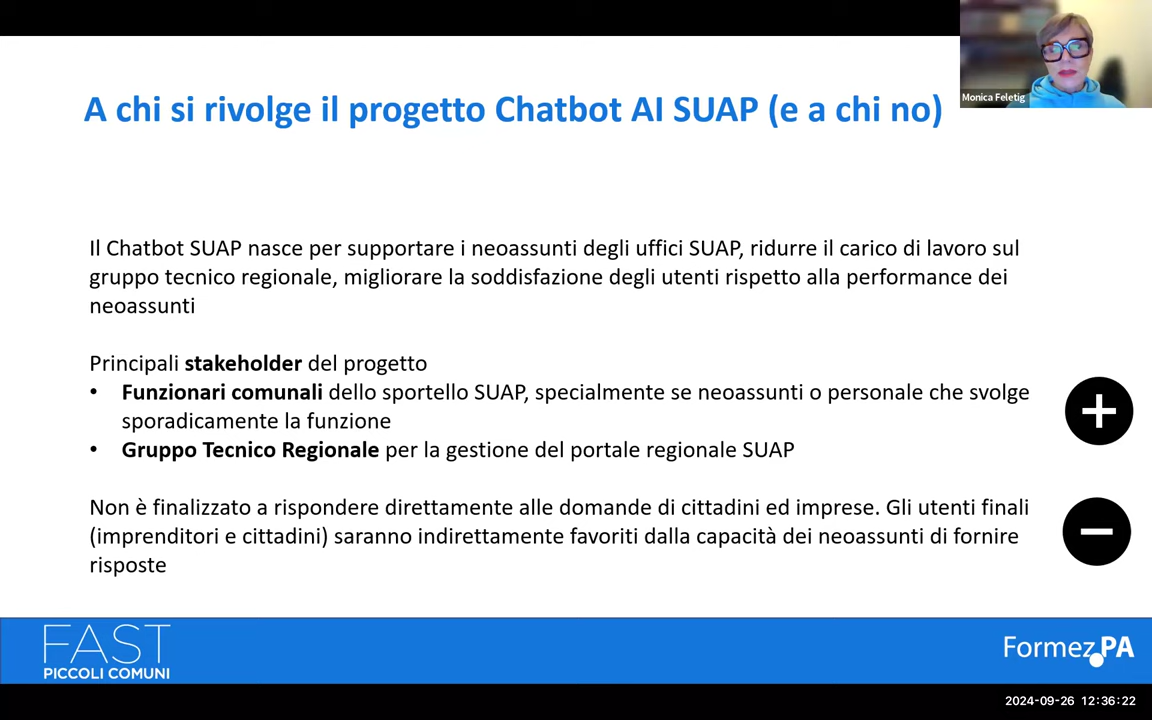 Monica Feletig
A chi si rivolge il progetto Chatbot AI SUAP (e a chi no)
Il Chatbot SUAP nasce per supportare i neoassunti degli uffici SUAP, ridurre il carico di lavoro sul
gruppo tecnico regionale, migliorare la soddisfazione degli utenti rispetto alla performance dei
neoassunti
Principali stakeholder del progetto
• Funzionari comunali dello sportello SUAP, specialmente se neoassunti o personale che svolge
sporadicamente la funzione
• Gruppo Tecnico Regionale per la gestione del portale regionale SUAP
Non è finalizzato a rispondere direttamente alle domande di cittadini ed imprese. Gli utenti finali
(imprenditori e cittadini) saranno indirettamente favoriti dalla capacità dei neoassunti di fornire
risposte
FAST
PICCOLI COMUNI
Formez PA
2024-09-26 12:36:22